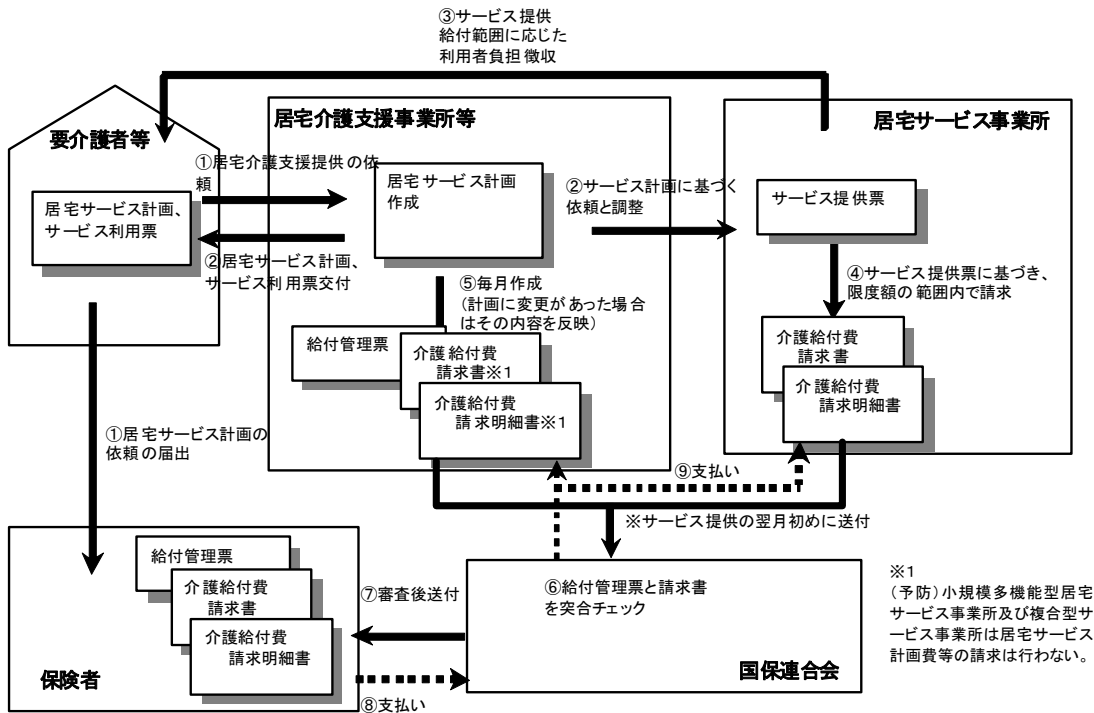 ③サービス提供
給付範囲に応じた
利用者負担徴収
要介護者等
居宅介護支援事業所等
居宅サービス事業所
①居宅介護支援提供の依
頼
居宅サービス計画、
サービス利用票
居宅サービス計画
作成
②サービス計画に基づく
依頼と調整
サービス提供票
②居宅サービス計画、
サービス利用票交付
⑤毎月作成
(計画に変更があった場合
はその内容を反映)
④サービス提供票に基づき、
限度額の範囲内で請求
給付管理票
介護給付費
請求書※1
介護給付費
請求明細書※1
介護給付費
請求書
介護給付費
請求明細書
①居宅サービス計画の
依頼の届出
⑨支払い
※サービス提供の翌月初めに送付
給付管理票
介護給付費
請求書
介護給付費
請求明細書
保険者
⑦審査後送付
⑧支払い
⑥給付管理票と請求書
を突合チェック
国保連合会
※1
(予防)小規模多機能型居宅
サービス事業所及び複合型サ
ービス事業所は居宅サービス
計画費等の請求は行わない。